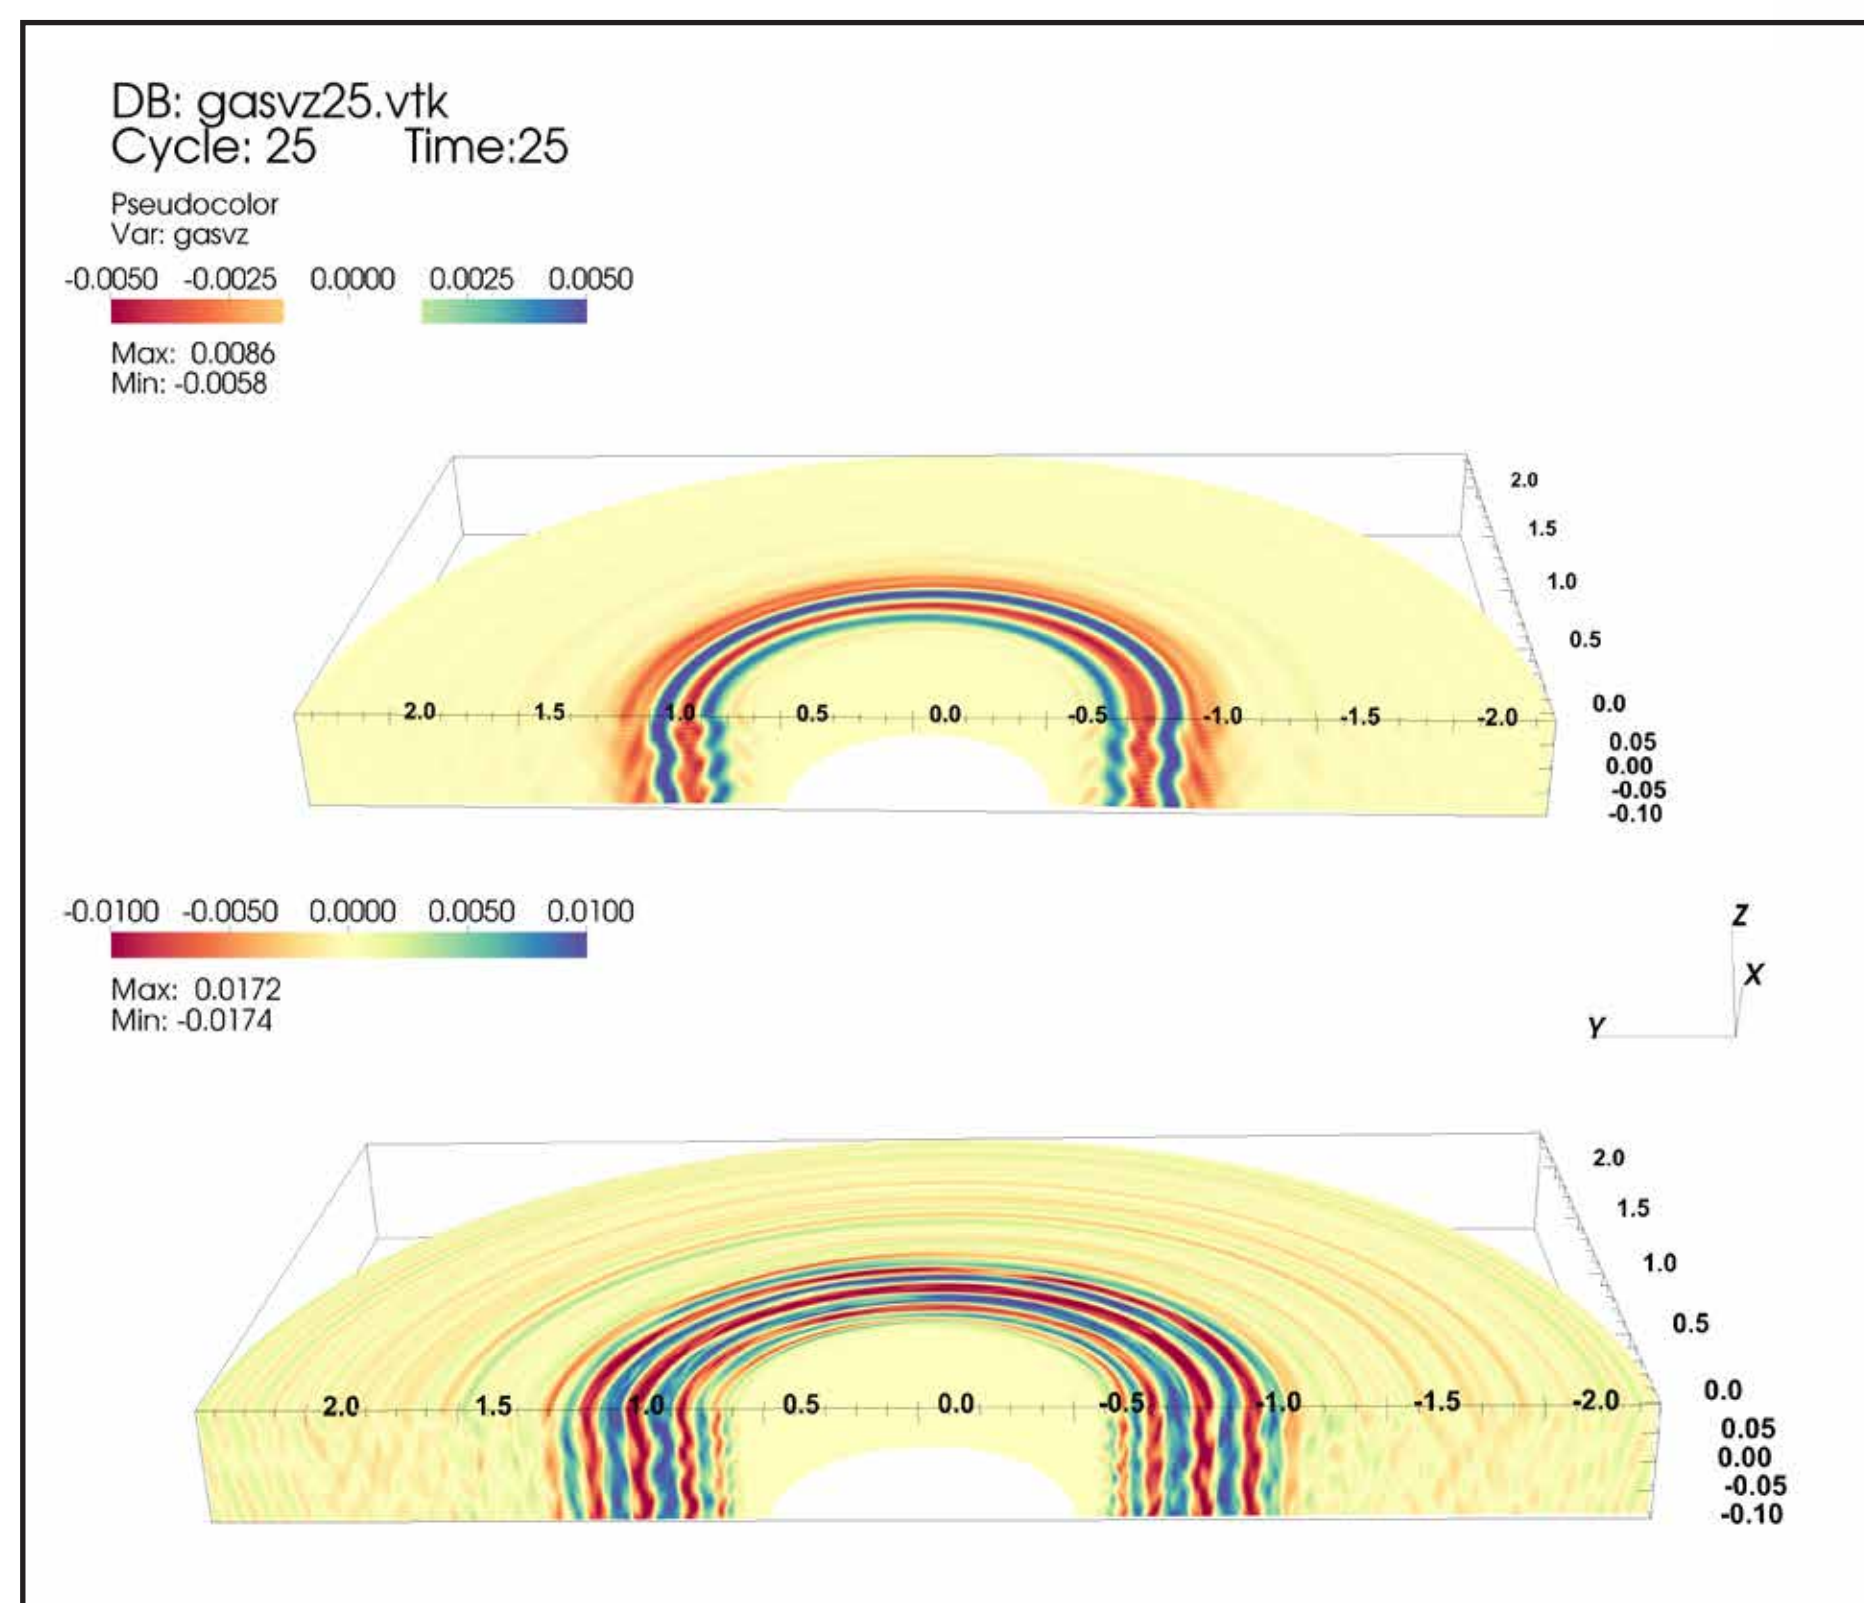 DB: gasvz25.vtk
Cycle: 25 Time:25
Pseudocolor
Var: gasvz
-0.0050 -0.0025 0.0000 0.0025 0.0050
Max: 0.0086
Min: -0.0058
2.0
1.5
1.0
0.5
0.0
2.0 1.5 1.0 0.5 0.0 -0.5 -1.0 -1.5 -2.0
0.05
0.00
-0.05
-0.10
-0.0100 -0.0050 0.0000 0.0050 0.0100
Max: 0.0172
Min: -0.0174
Z
X
Y
2.0
1.5
1.0
0.5
0.0
2.0 1.5 1.0 0.5 0.0 -0.5 -1.0 -1.5 -2.0
0.05
0.00
-0.05
-0.10